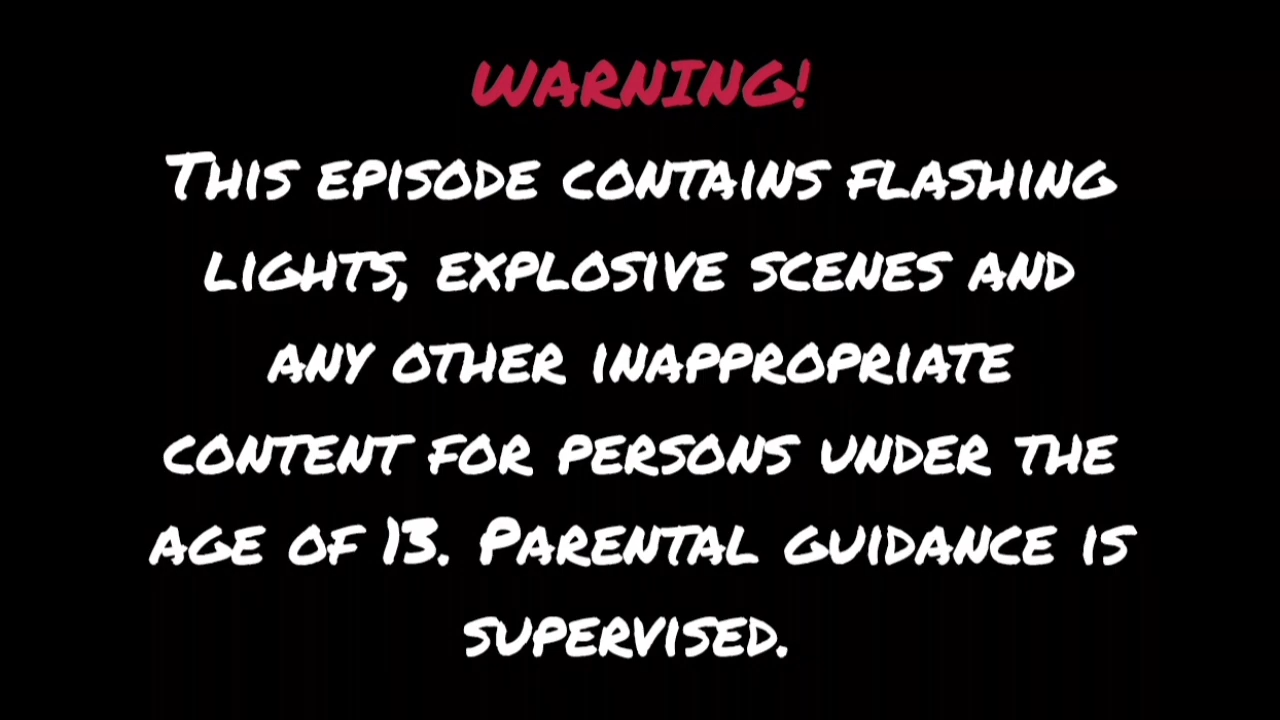 WARNING!
THIS EPISODE CONTAINS FLASHING
LIGHTS, EXPLOSIVE SCENES AND
ANY OTHER INAPPROPRIATE
CONTENT FOR PERSONS UNDER THE
AGE OF 13. PARENTAL GUIDANCE IS
SUPERVISED.